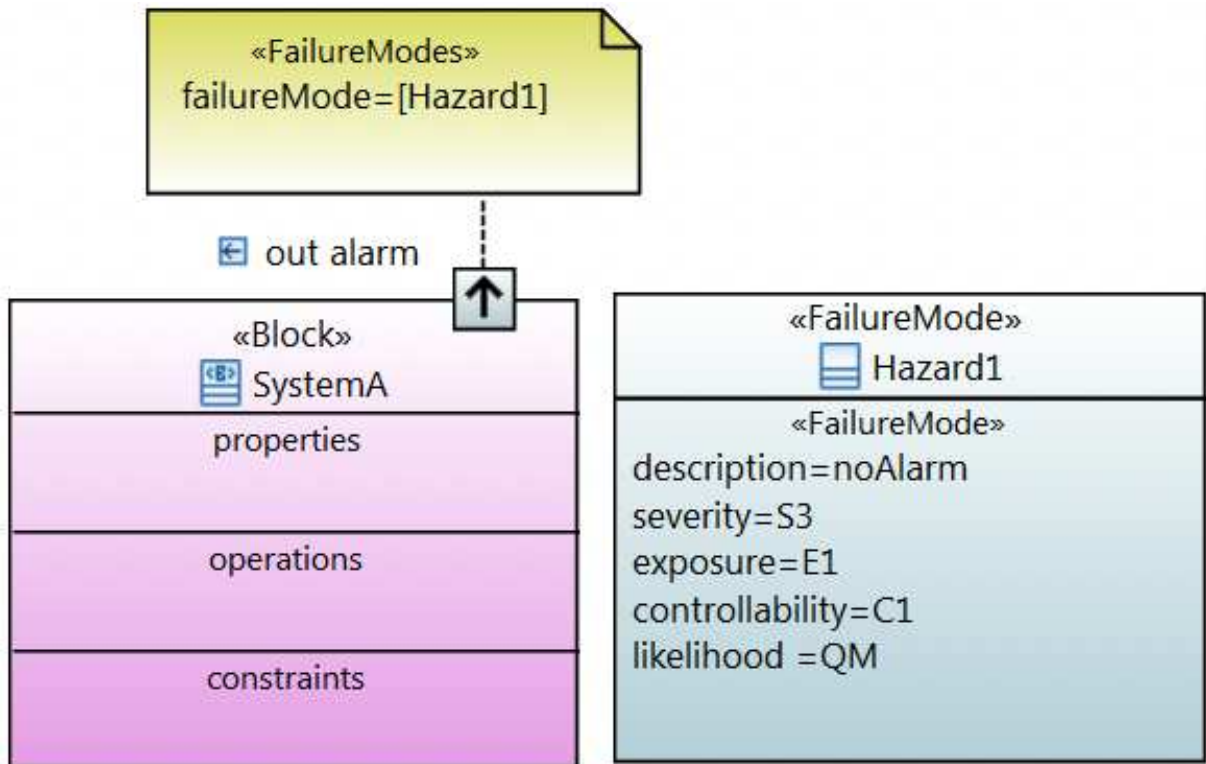 «FailureModes»
failureMode=[Hazard1]
out alarm
«Block»
<B> SystemA
properties
operations
constraints
«FailureMode»
Hazard1
«FailureMode»
description=noAlarm
severity=S3
exposure=E1
controllability=C1
likelihood =QM